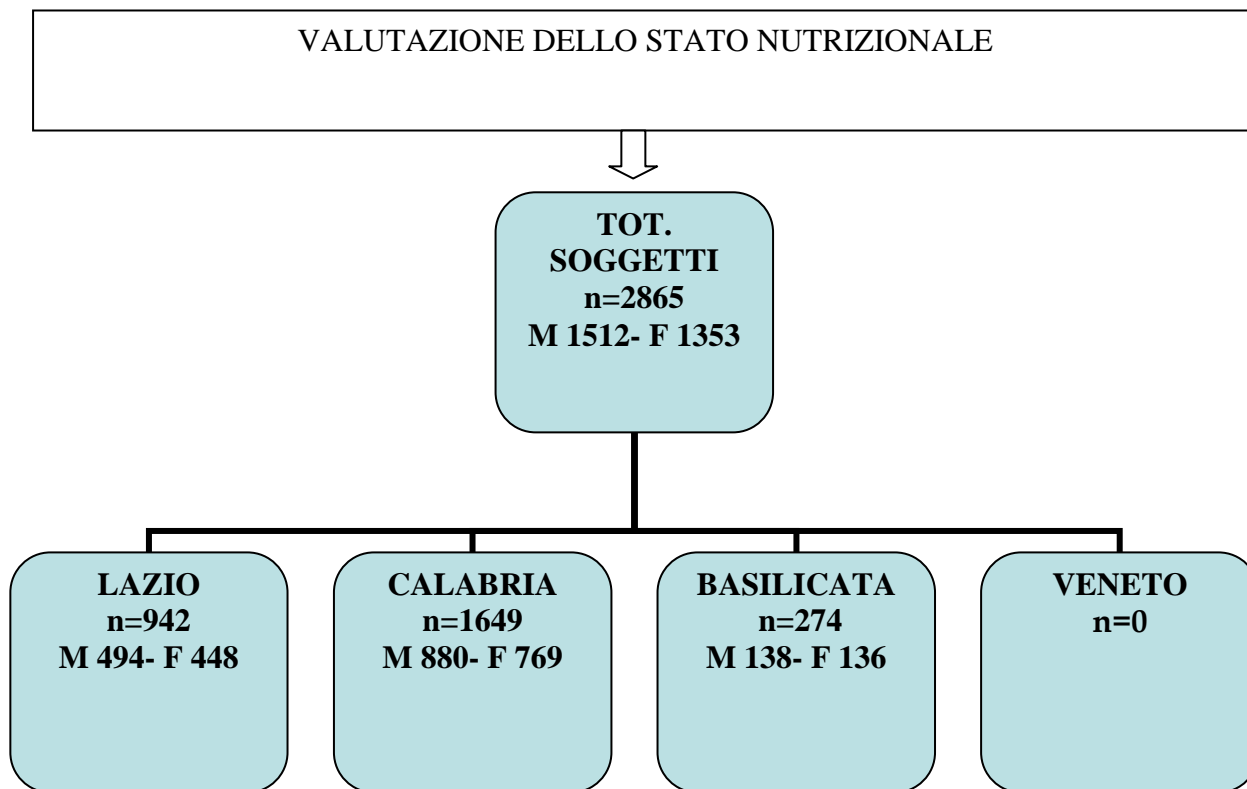 VALUTAZIONE DELLO STATO NUTRIZIONALE
TOT.
SOGGETTI
n=2865
M 1512- F 1353
LAZIO
n=942
M 494- F 448
CALABRIA
n=1649
M 880- F 769
BASILICATA
n=274
M 138- F 136
VENETO
n=0